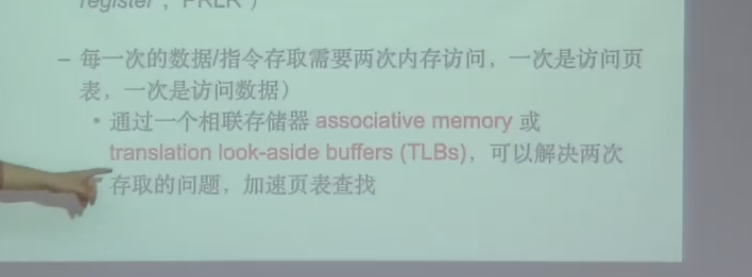 register", PRLR )
– 每一次的数据/指令存取需要两次内存访问，一次是访问页
表，一次是访问数据）
• 通过一个相联存储器 associative memory 或
translation look-aside buffers (TLBs)，可以解决两次
存取的问题，加速页表查找